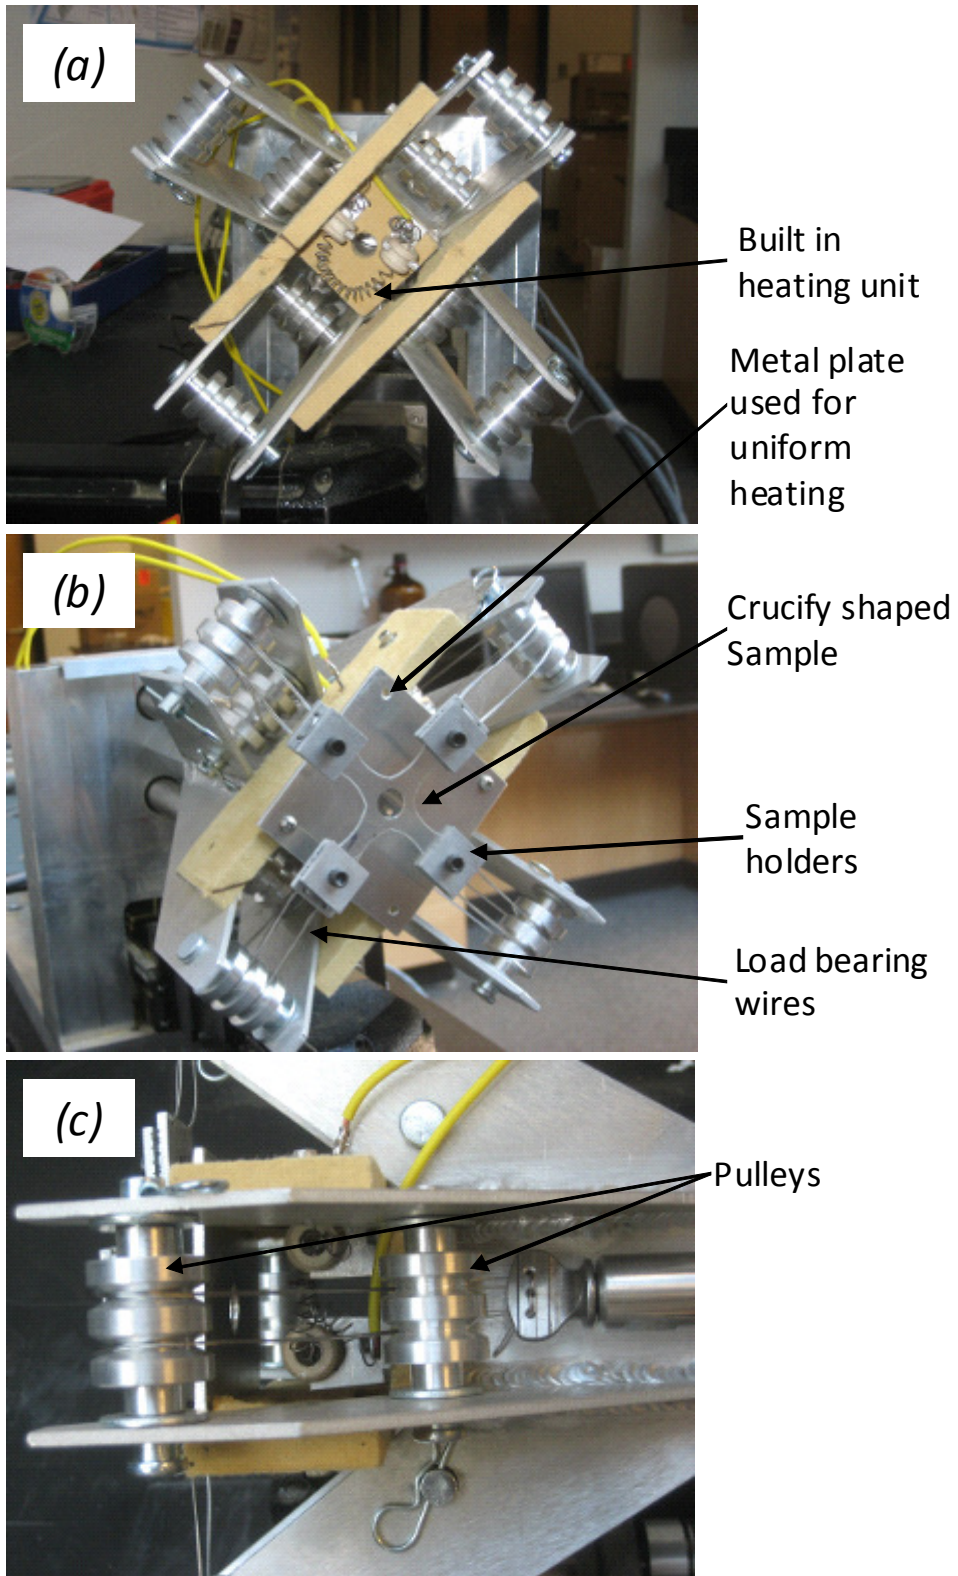 (a)
Built in
heating unit
Metal plate
used for
uniform
heating
(b)
Crucify shaped
Sample
Sample
holders
Load bearing
wires
(c)
Pulleys